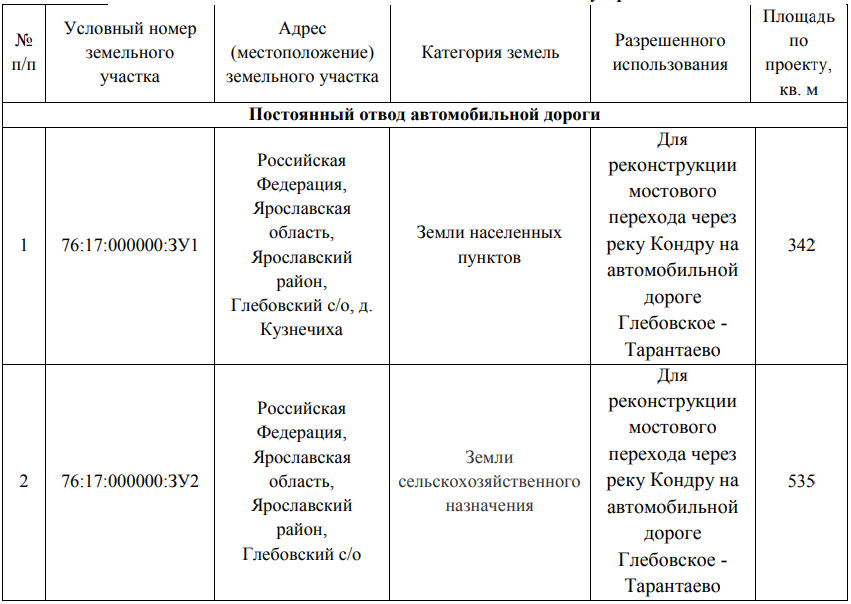 №
п/п
Условный номер
земельного
участка
Адрес
(местоположение)
земельного участка
Категория земель
Разрешенного
использования
Площадь
по
проекту,
кв. м
Постоянный отвод автомобильной дороги
1
76:17:000000:ЗУ1
Российская
Федерация,
Ярославская
область,
Ярославский
район,
Глебовский с/о, д.
Кузнечиха
Земли населенных
пунктов
Для
реконструкции
мостового
перехода через
реку Кондру на
автомобильной
дороге
Глебовское -
Тарантаево
342
2
76:17:000000:ЗУ2
Российская
Федерация,
Ярославская
область,
Ярославский
район,
Глебовский с/о
Земли
сельскохозяйственного
назначения
Для
реконструкции
мостового
перехода через
реку Кондру на
автомобильной
дороге
Глебовское -
Тарантаево
535